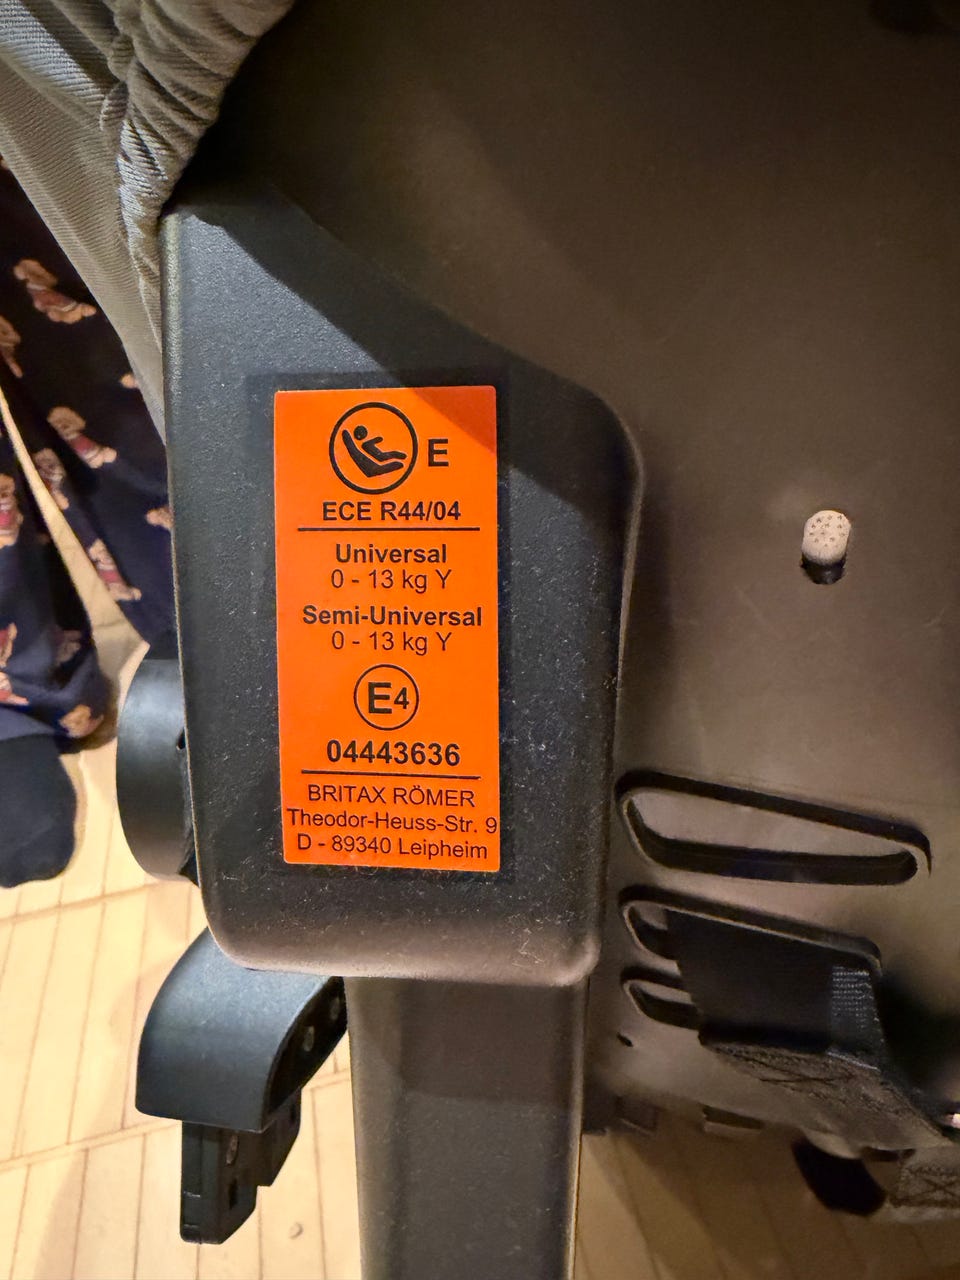 E
ECE R44/04
Universal
0 - 13 kg Y
Semi-Universal
0 - 13 kg Y
E4
04443636
BRITAX RÖMER
Theodor-Heuss-Str. 9
D - 89340 Leipheim